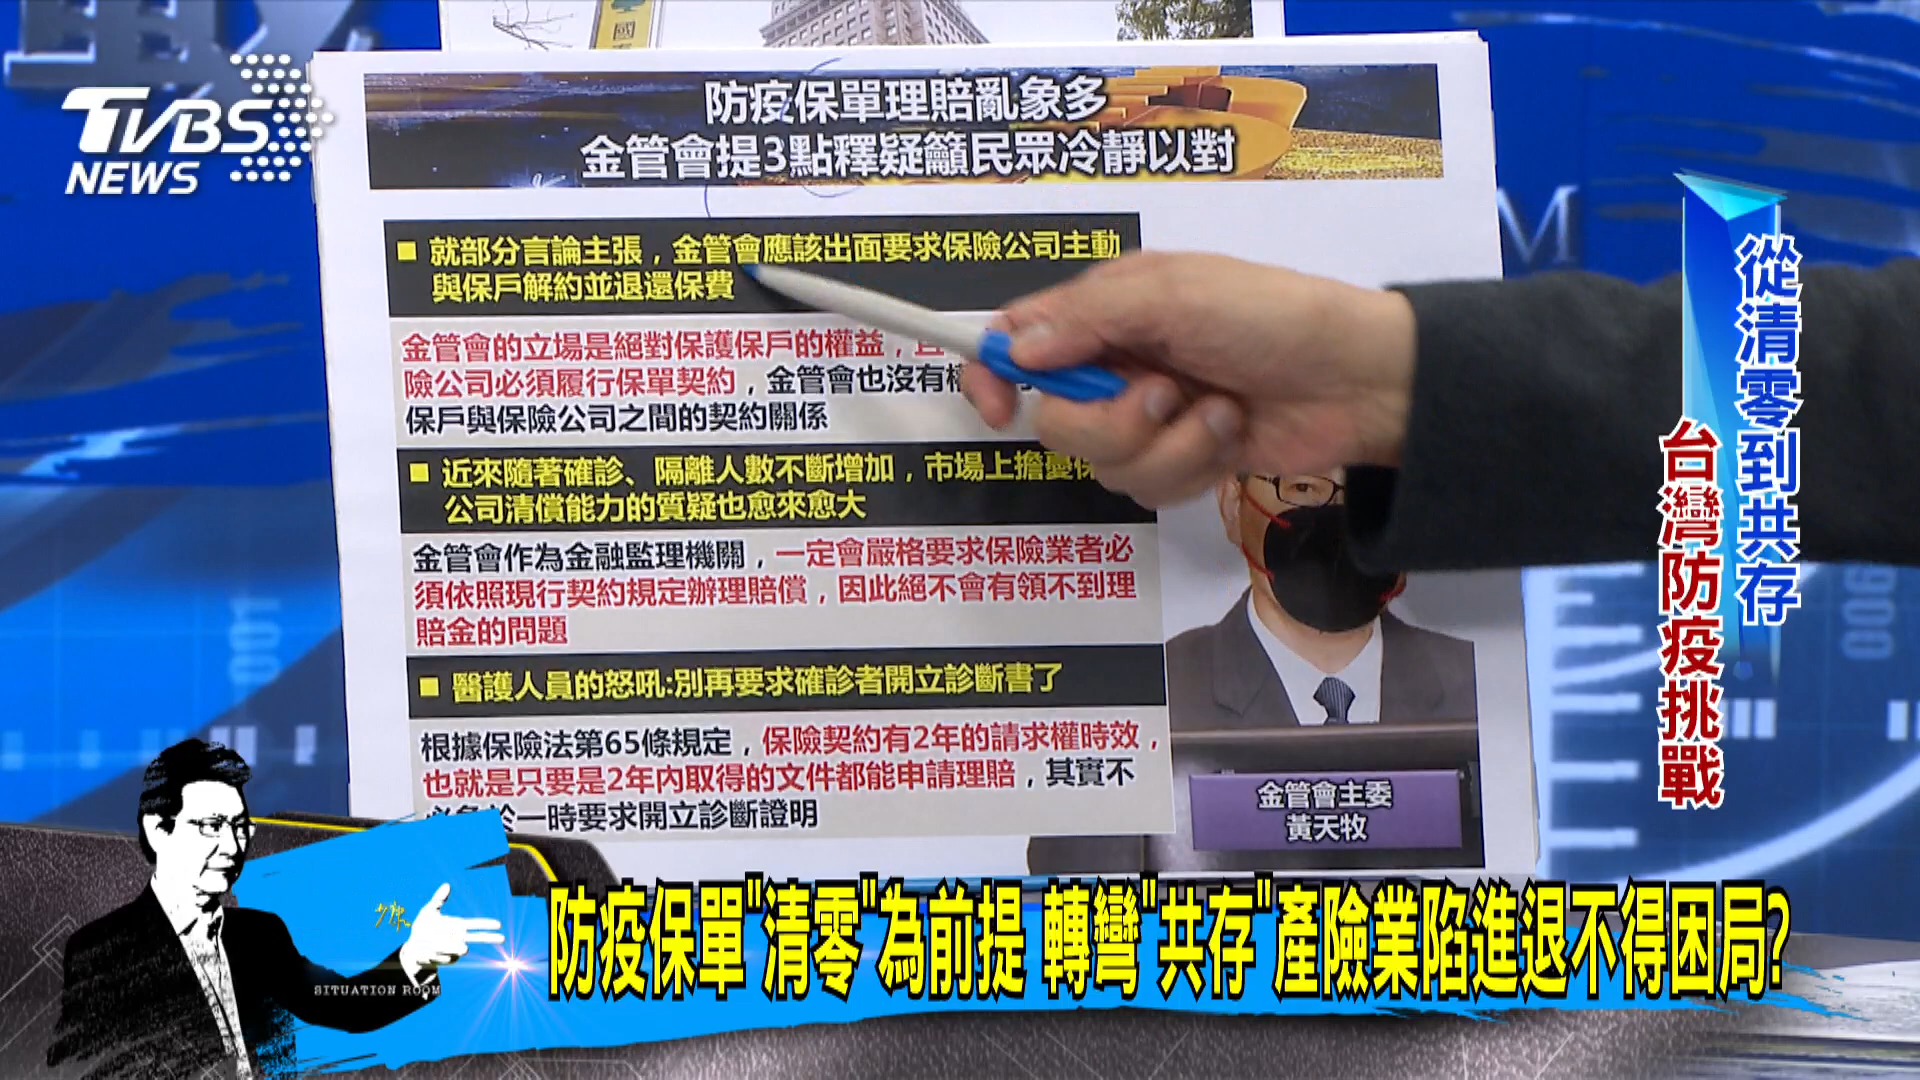 國
TVBS
NEWS
防疫保單理賠亂象多
金管會提3點釋疑籲民眾冷靜以對
■ 就部分言論主張，金管會應該出面要求保險公司主動
與保戶解約並退還保費
金管會的立場是絕對保護保戶的權益，且
險公司必須履行保單契約，金管會也沒有權
保戶與保險公司之間的契約關係
■ 近來隨著確診、隔離人數不斷增加，市場上擔憂保
公司清償能力的質疑也愈來愈大
金管會作為金融監理機關，一定會嚴格要求保險業者必
須依照現行契約規定辦理賠償，因此絕不會有領不到理
賠金的問題
■ 醫護人員的怒吼:別再要求確診者開立診斷書了
根據保險法第65條規定，保險契約有2年的請求權時效，
也就是只要是2年內取得的文件都能申請理賠，其實不
於一時要求開立診斷證明
金管會主委
黃天牧
從清零到共存
台灣防疫挑戰
M
001
006
少康
SITUATION ROOM
防疫保單"清零"為前提 轉彎"共存"產險業陷進退不得困局?